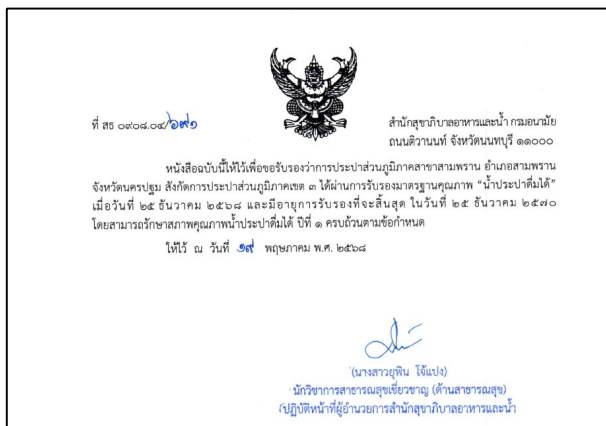 ที่ สธ ๐๙๐๘.๐๔/๖๙๑
สำนักสุขาภิบาลอาหารและน้ำ กรมอนามัย
ถนนติวานนท์ จังหวัดนนทบุรี ๑๑๐๐๐
หนังสือฉบับนี้ให้ไว้เพื่อขอรับรองว่าการประปาส่วนภูมิภาคสาขาสามพราน อำเภอสามพราน
จังหวัดนครปฐม สังกัดการประปาส่วนภูมิภาคเขต ๓ ได้ผ่านการรับรองมาตรฐานคุณภาพ “น้ำประปาดื่มได้”
เมื่อวันที่ ๒๕ ธันวาคม ๒๕๖๘ และมีอายุการรับรองที่จะสิ้นสุด ในวันที่ ๒๕ ธันวาคม ๒๕๗๐
โดยสามารถรักษาสภาพคุณภาพน้ำประปาดื่มได้ ปีที่ ๑ ครบถ้วนตามข้อกำหนด
ให้ไว้ ณ วันที่ ๑๙ พฤษภาคม พ.ศ. ๒๕๖๘
(นางสาวยุพิน โจ้แปง)
นักวิชาการสาธารณสุขเชี่ยวชาญ (ด้านสาธารณสุข)
ปฏิบัติหน้าที่ผู้อำนวยการสำนักสุขาภิบาลอาหารและน้ำ